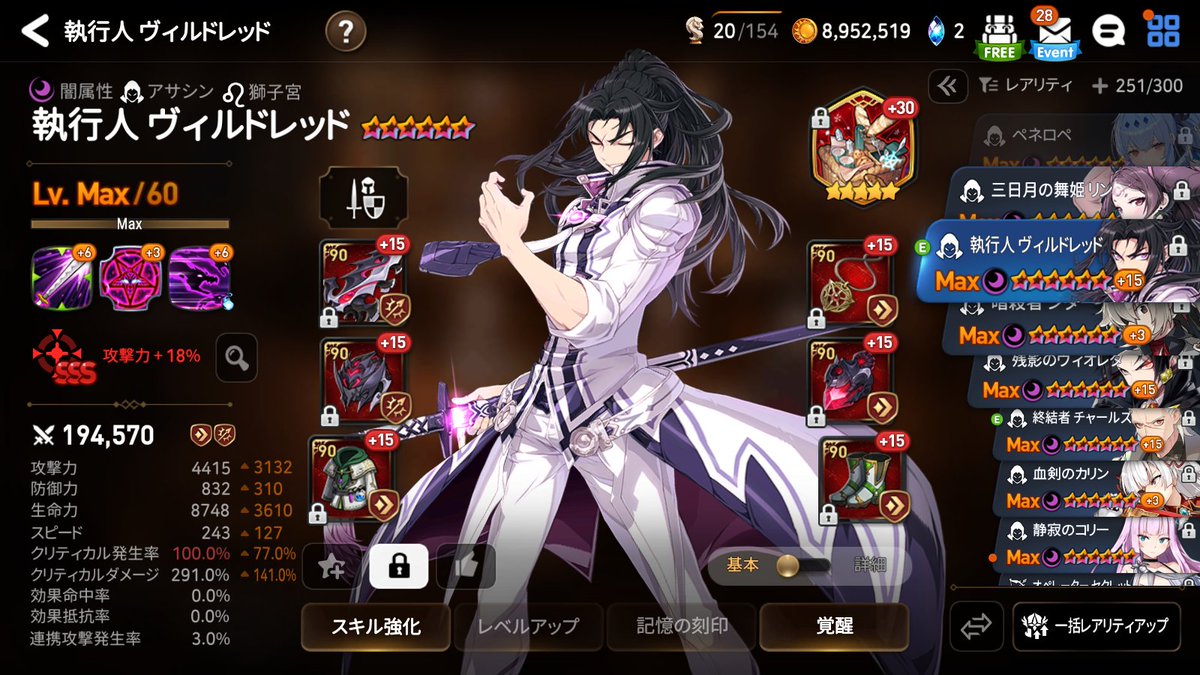 執行人 ヴィルドレッド
?
20/154
8,952,519
2
FREE
28
Event
闇属性 アサシン 獅子宮
執行人 ヴィルドレッド
Lv. Max/60
Max
+6
+3
+6
SSS
攻撃力 + 18%
194,570
攻撃力 4415 3132
防御力 832 310
生命力 8748 3610
スピード 243 127
クリティカル発生率 100.0% 77.0%
クリティカルダメージ 291.0% 141.0%
効果命中率 0.0%
効果抵抗率 0.0%
連携攻撃発生率 3.0%
+30
90 +15
90 +15
90 +15
90 +15
90 +15
90 +15
基本
詳細
スキル強化
レベルアップ
記憶の刻印
覚醒
レアリティ
+ 251/300
ペネロペ
Max
三日月の舞姫 リン
E
執行人 ヴィルドレッド
Max +15
Max +3
残影のヴィオレ
Max +15
E
終結者 チャールズ
Max +15
血剣のカリン
Max +3
静寂のコリー
Max
一括レアリティアップ